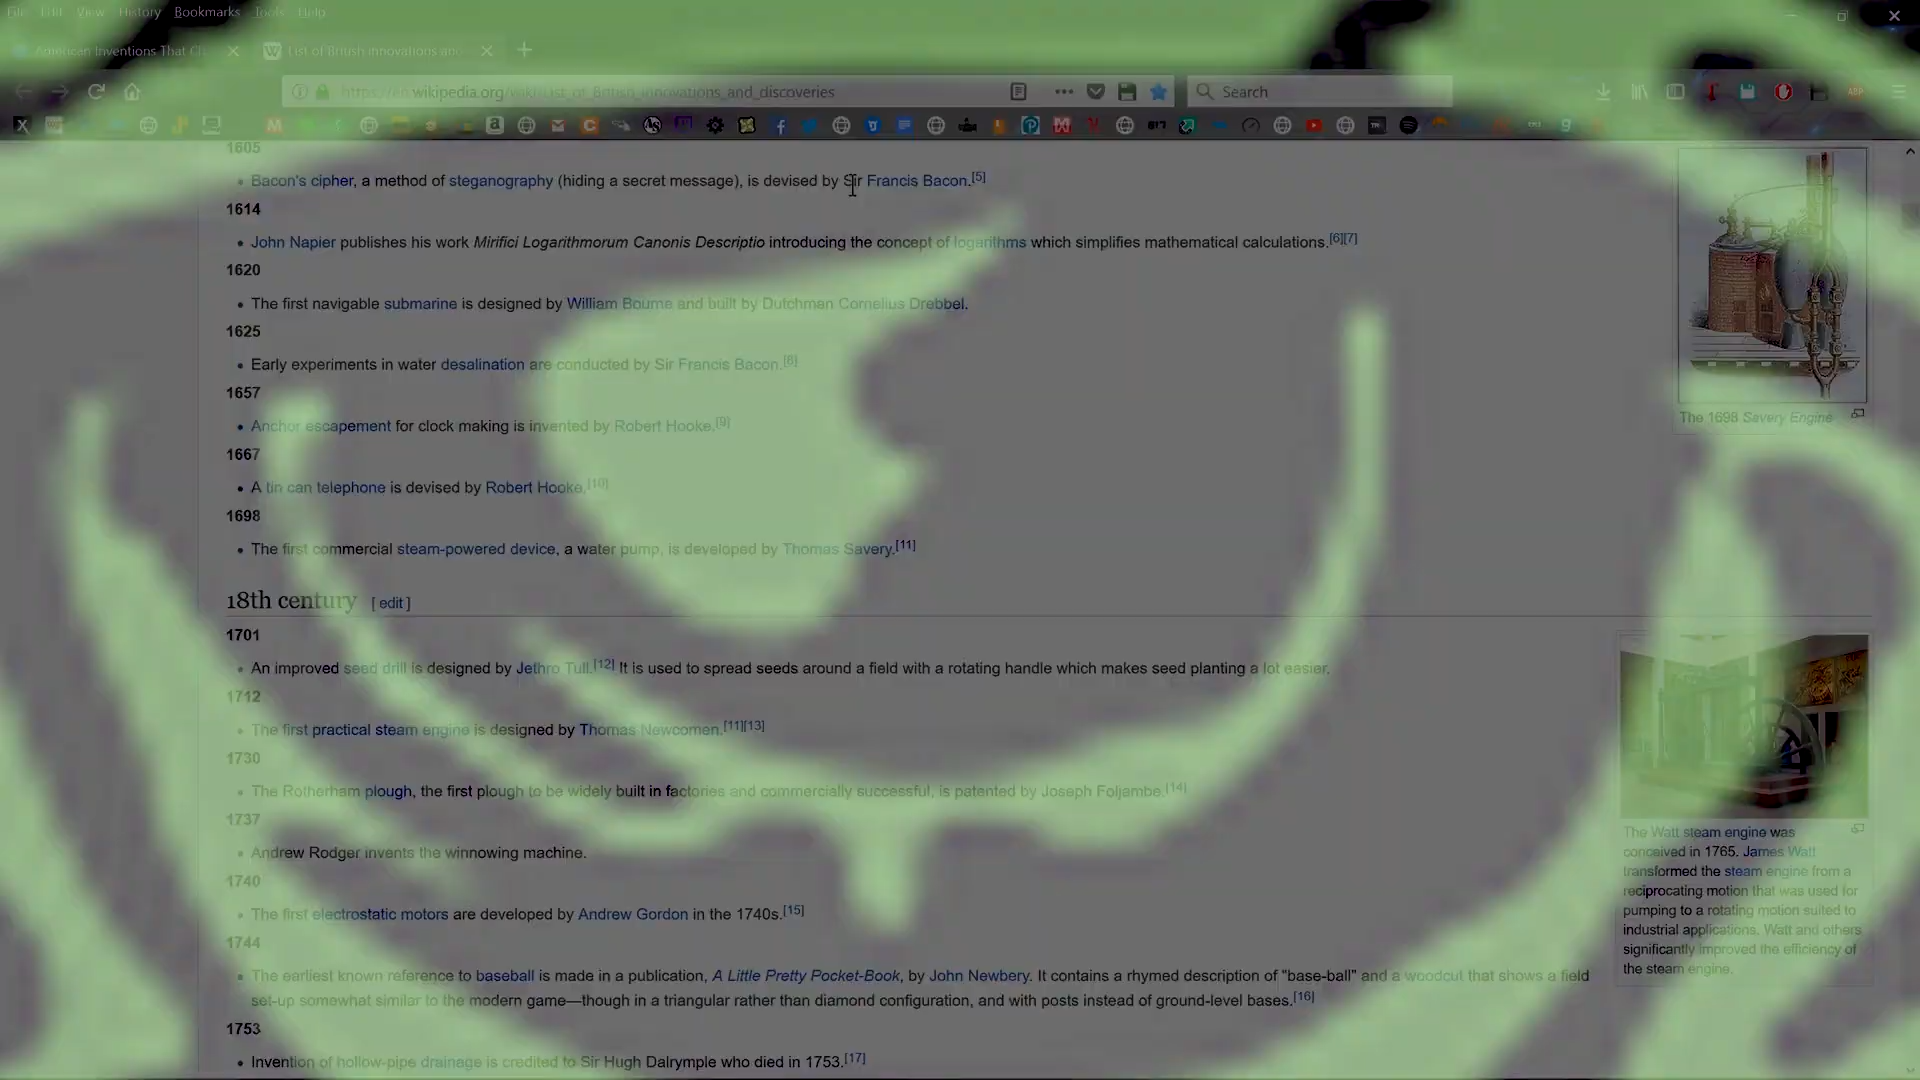 File Edit View History Bookmarks Tools Help
American Inventions That Ch
List of British innovations and
https://en.wikipedia.org/wiki/List_of_British_innovations_and_discoveries
Search
1605
Bacon's cipher, a method of steganography (hiding a secret message), is devised by Sir Francis Bacon.[5]
1614
John Napier publishes his work Mirifici Logarithmorum Canonis Descriptio introducing the concept of logarithms which simplifies mathematical calculations.[6][7]
1620
The first navigable submarine is designed by William Bourne and built by Dutchman Cornelius Drebbel.
1625
Early experiments in water desalination are conducted by Sir Francis Bacon.[8]
1657
Anchor escapement for clock making is invented by Robert Hooke.[9]
1667
A tin can telephone is devised by Robert Hooke.[10]
1698
The first commercial steam-powered device, a water pump, is developed by Thomas Savery.[11]
The 1698 Savery Engine
18th century [ edit ]
1701
An improved seed drill is designed by Jethro Tull.[12] It is used to spread seeds around a field with a rotating handle which makes seed planting a lot easier.
1712
The first practical steam engine is designed by Thomas Newcomen.[11][13]
1730
The Rotherham plough, the first plough to be widely built in factories and commercially successful, is patented by Joseph Foljambe.[14]
1737
Andrew Rodger invents the winnowing machine.
1740
The first electrostatic motors are developed by Andrew Gordon in the 1740s.[15]
1744
The earliest known reference to baseball is made in a publication, A Little Pretty Pocket-Book, by John Newbery. It contains a rhymed description of "base-ball" and a woodcut that shows a field
set-up somewhat similar to the modern game—though in a triangular rather than diamond configuration, and with posts instead of ground-level bases.[16]
1753
Invention of hollow-pipe drainage is credited to Sir Hugh Dalrymple who died in 1753.[17]
The Watt steam engine was
conceived in 1765. James Watt
transformed the steam engine from a
reciprocating motion that was used for
pumping to a rotating motion suited to
industrial applications. Watt and others
significantly improved the efficiency of
the steam engine.